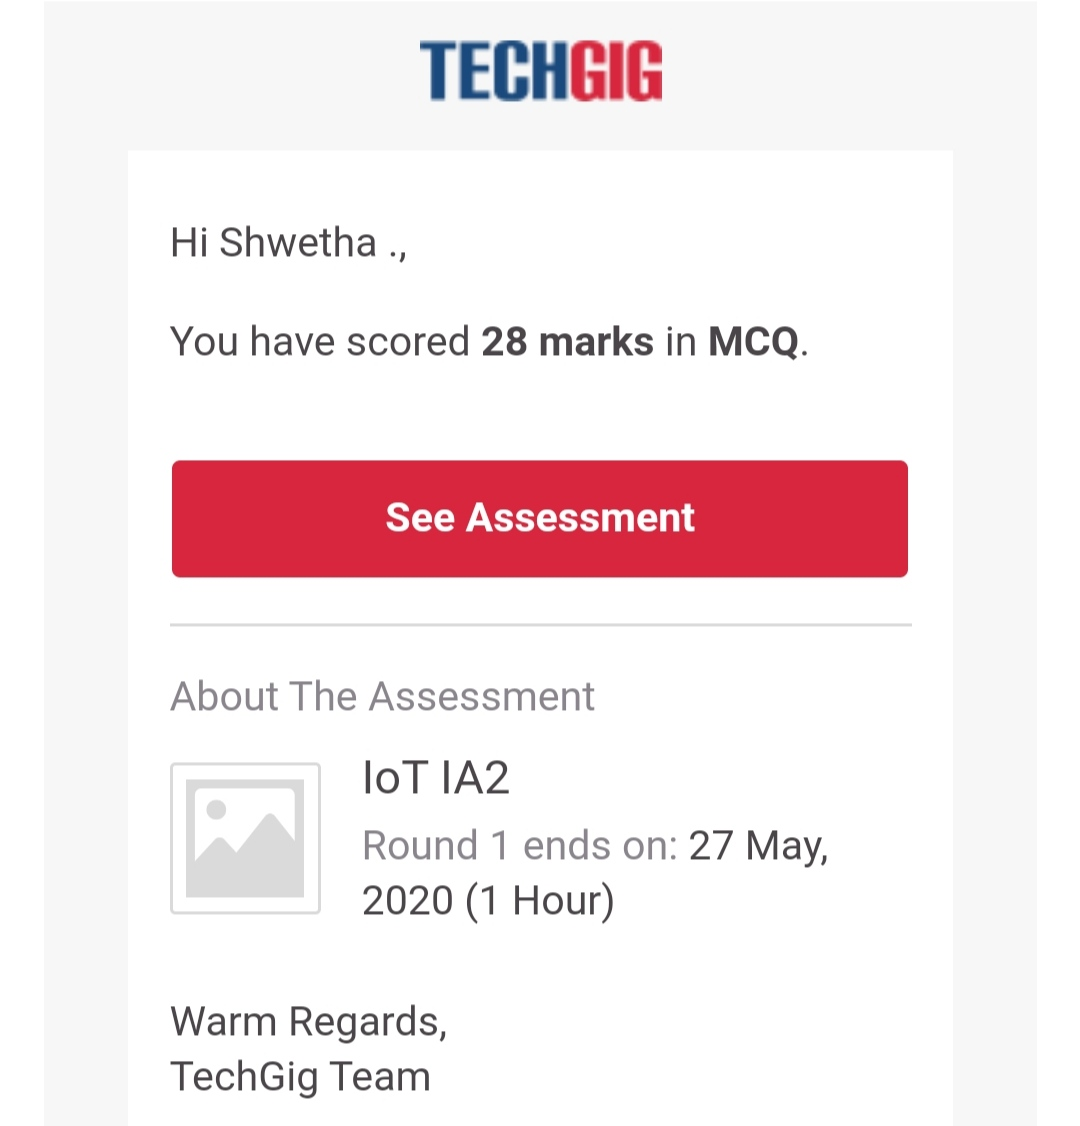 TECHGIG
Hi Shwetha .,
You have scored 28 marks in MCQ.
See Assessment
About The Assessment
IoT IA2
Round 1 ends on: 27 May,
2020 (1 Hour)
Warm Regards,
TechGig Team